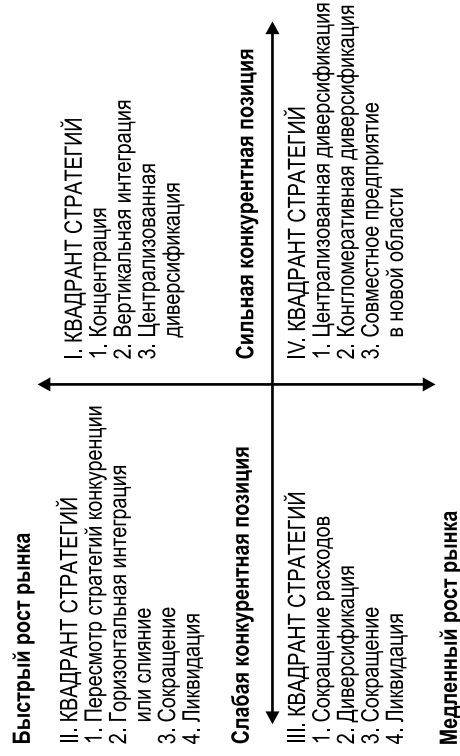 Быстрый рост рынка
II. КВАДРАНТ СТРАТЕГИЙ
1. Пересмотр стратегий конкуренции
2. Горизонтальная интеграция
или слияние
3. Сокращение
4. Ликвидация
I. КВАДРАНТ СТРАТЕГИЙ
1. Концентрация
2. Вертикальная интеграция
3. Централизованная
диверсификация
Слабая конкурентная позиция
Сильная конкурентная позиция
III. КВАДРАНТ СТРАТЕГИЙ
1. Сокращение расходов
2. Диверсификация
3. Сокращение
4. Ликвидация
IV. КВАДРАНТ СТРАТЕГИЙ
1. Централизованная диверсификация
2. Конгломеративная диверсификация
3. Совместное предприятие
в новой области
Медленный рост рынка